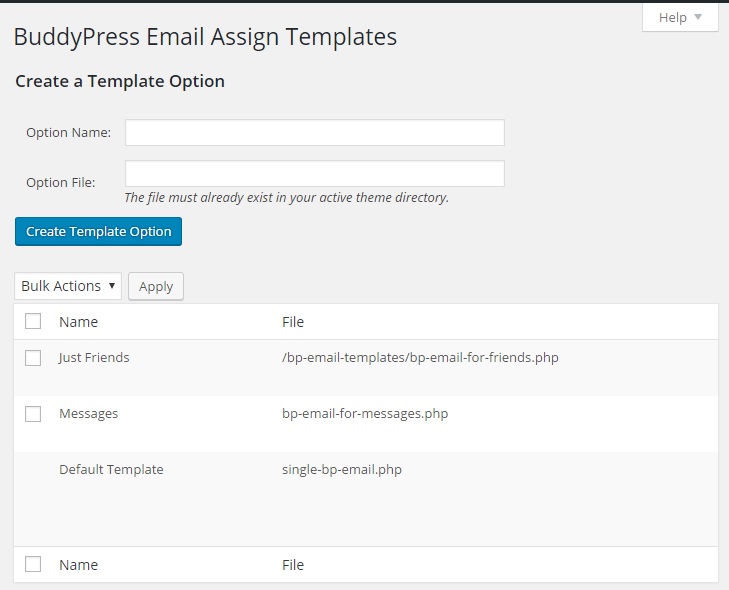 Help
BuddyPress Email Assign Templates
Create a Template Option
Option Name:
Option File:
The file must already exist in your active theme directory.
Create Template Option
Bulk Actions Apply
Name File
Just Friends /bp-email-templates/bp-email-for-friends.php
Messages bp-email-for-messages.php
Default Template single-bp-email.php
Name File